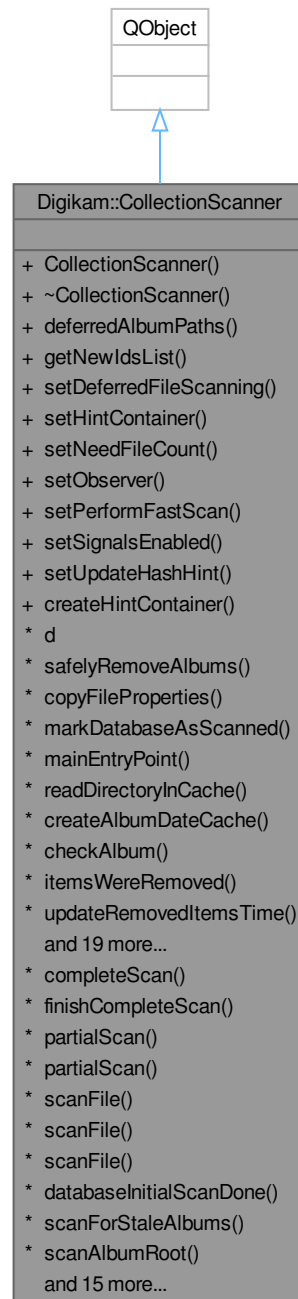 QObject
Digikam::CollectionScanner
+ CollectionScanner()
+ ~CollectionScanner()
+ deferredAlbumPaths()
+ getNewIdsList()
+ setDeferredFileScanning()
+ setHintContainer()
+ setNeedFileCount()
+ setObserver()
+ setPerformFastScan()
+ setSignalsEnabled()
+ setUpdateHashHint()
+ createHintContainer()
* d
* safelyRemoveAlbums()
* copyFileProperties()
* markDatabaseAsScanned()
* mainEntryPoint()
* readDirectoryInCache()
* createAlbumDateCache()
* checkAlbum()
* itemsWereRemoved()
* updateRemovedItemsTime()
and 19 more...
* completeScan()
* finishCompleteScan()
* partialScan()
* partialScan()
* scanFile()
* scanFile()
* scanFile()
* databaseInitialScanDone()
* scanForStaleAlbums()
* scanAlbumRoot()
and 15 more...